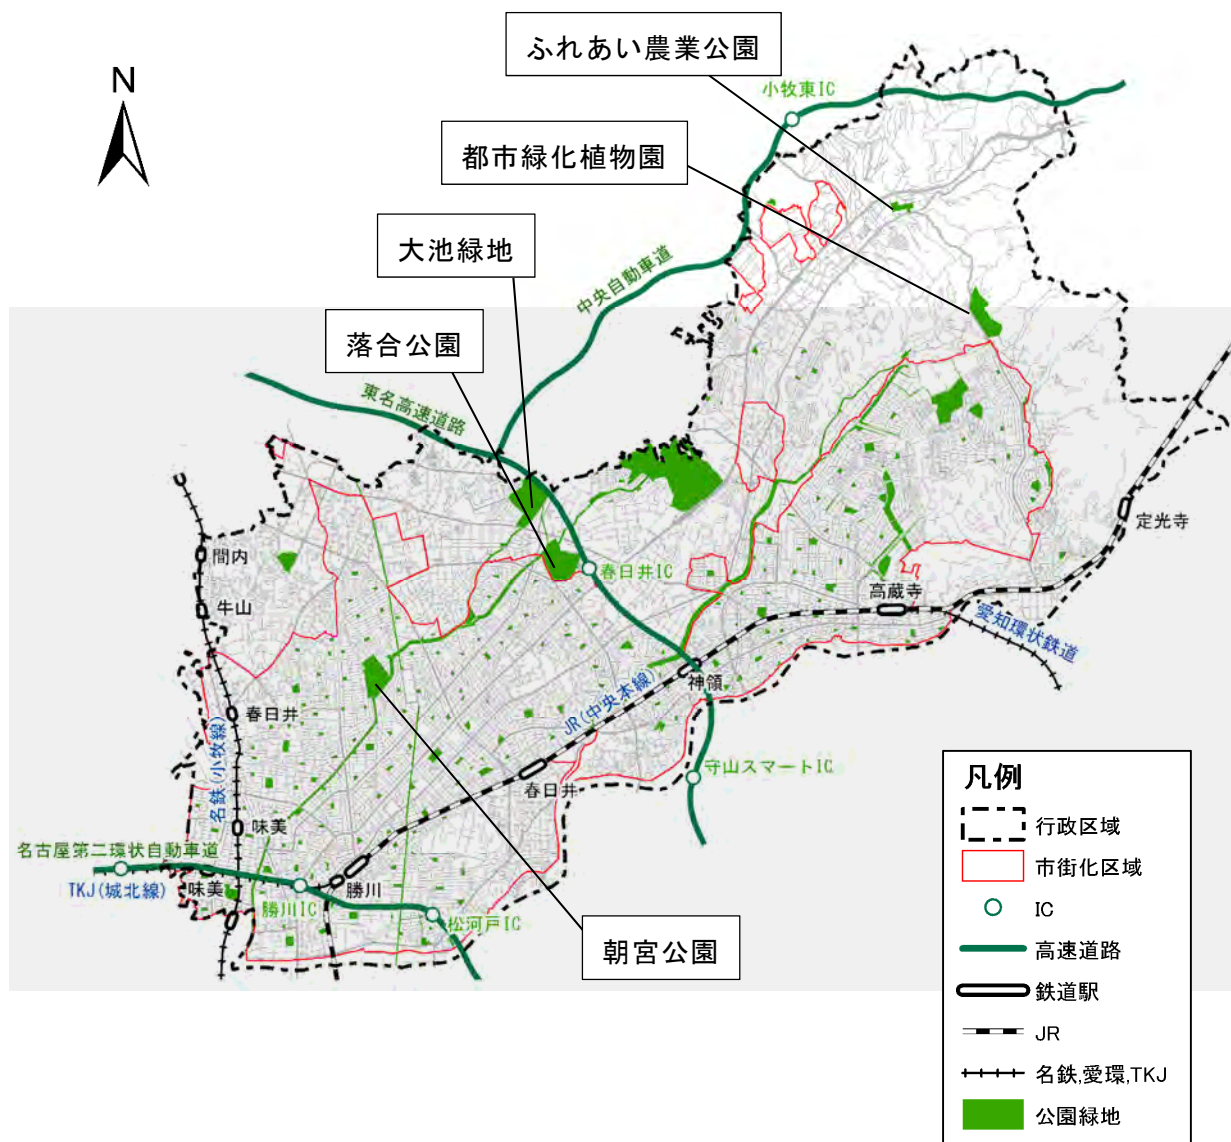 ふれあい農業公園
N
小牧東IC
都市緑化植物園
大池緑地
中央自動車道
落合公園
東名高速道路
間内
定光寺
春日井IC
牛山
高蔵寺
愛知環状鉄道
神領
春日井
JR(中央本線)
名鉄(小牧線)
守山スマートIC
春日井
味美
名古屋第二環状自動車道
TKJ(城北線)
味美
勝川
勝川IC
松河戸IC
朝宮公園
凡例
行政区域
市街化区域
IC
高速道路
鉄道駅
JR
名鉄,愛環,TKJ
公園緑地